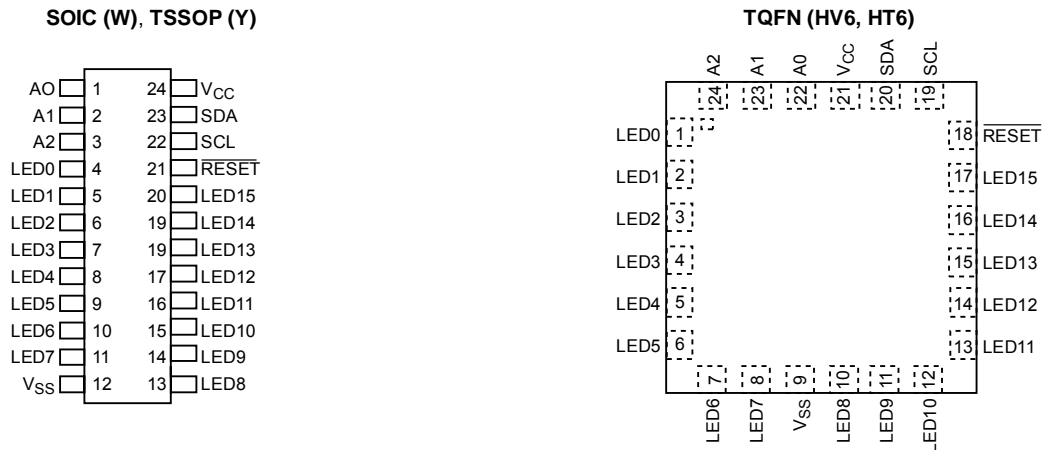 SOIC (W), TSSOP (Y)
AO 1 24 VCC
A1 2 23 SDA
A2 3 22 SCL
LED0 4 21 RESET
LED1 5 20 LED15
LED2 6 19 LED14
LED3 7 19 LED13
LED4 8 17 LED12
LED5 9 16 LED11
LED6 10 15 LED10
LED7 11 14 LED9
VSS 12 13 LED8
TQFN (HV6, HT6)
A2 A1 A0 VCC SDA SCL
24 23 22 21 20 19
LED0 1 18 RESET
LED1 2 17 LED15
LED2 3 16 LED14
LED3 4 15 LED13
LED4 5 14 LED12
LED5 6 13 LED11
7 8 9 10 11 12
LED6 LED7 VSS LED8 LED9 LED10